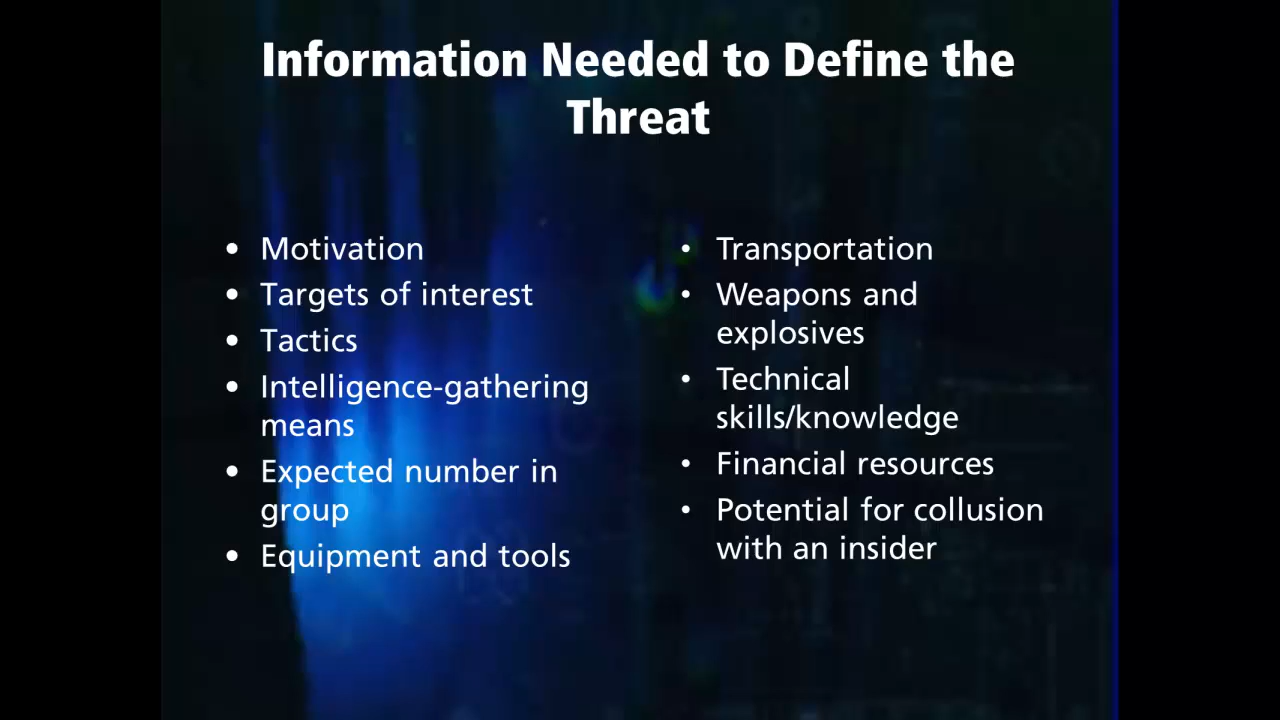 Information Needed to Define the
Threat
• Motivation
• Targets of interest
• Tactics
• Intelligence-gathering
means
• Expected number in
group
• Equipment and tools
• Transportation
• Weapons and
explosives
• Technical
skills/knowledge
• Financial resources
• Potential for collusion
with an insider